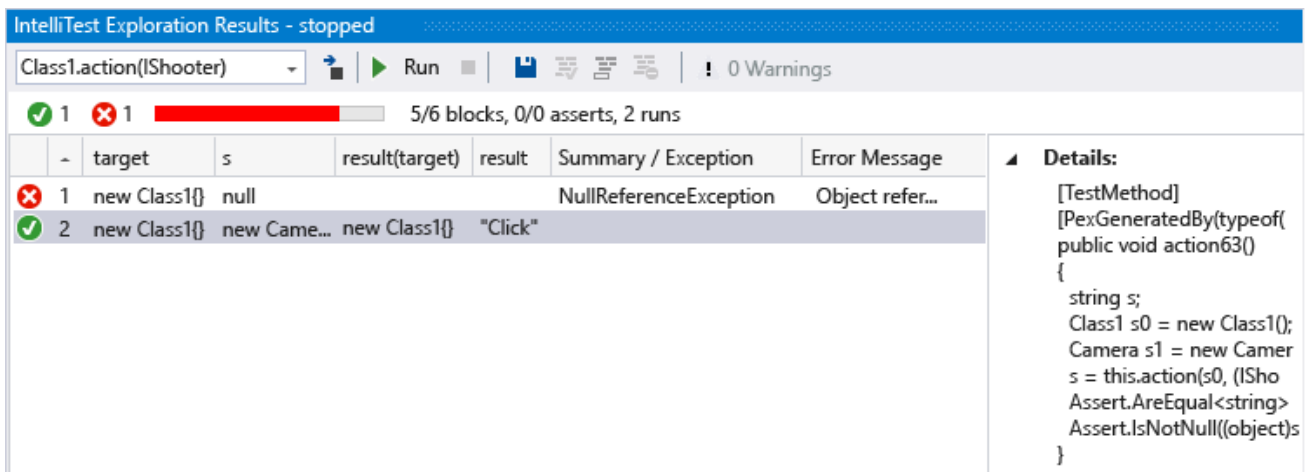 IntelliTest Exploration Results - stopped
Class1.action(IShooter) Run 0 Warnings
1 1 5/6 blocks, 0/0 asserts, 2 runs
target s result(target) result Summary / Exception Error Message
1 new Class1{} null NullReferenceException Object refer...
2 new Class1{} new Came... new Class1{} "Click"
Details:
[TestMethod]
[PexGeneratedBy(typeof(
public void action63()
{
string s;
Class1 s0 = new Class1();
Camera s1 = new Camer
s = this.action(s0, (ISho
Assert.AreEqual<string>
Assert.IsNotNull((object)s
}